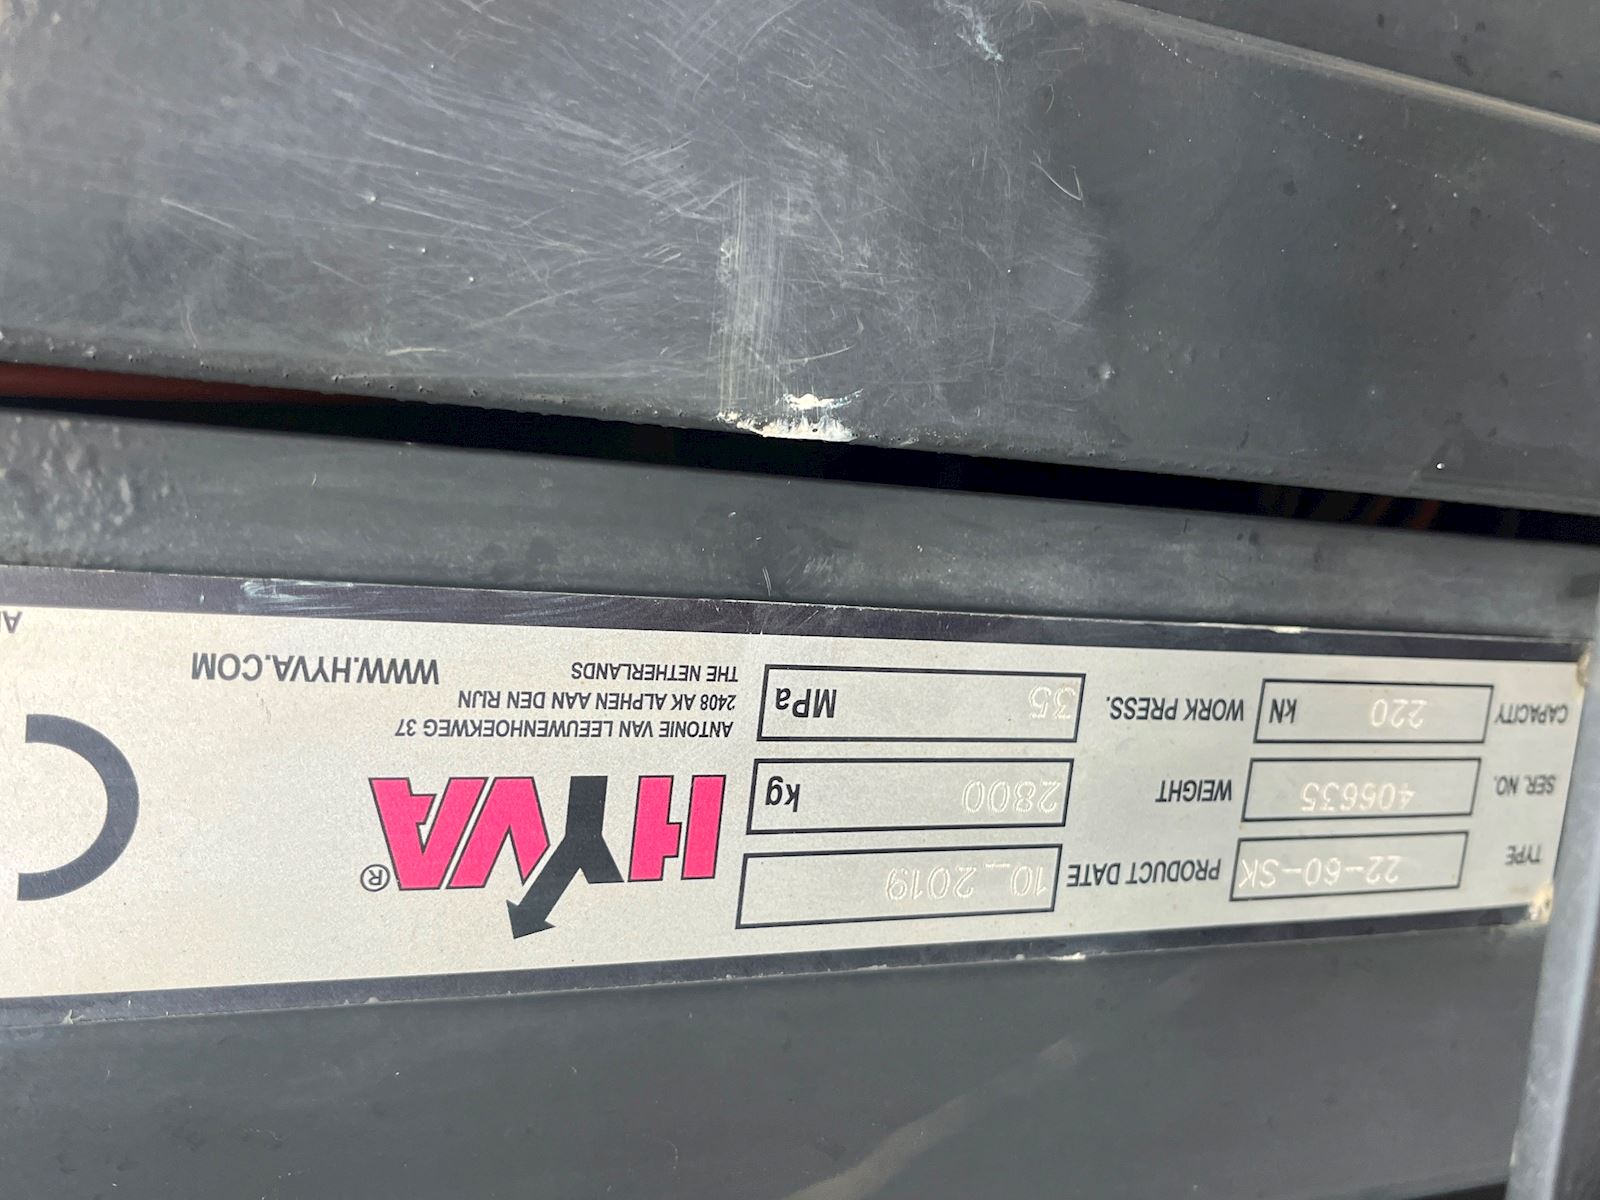 TYPE 22-60-SK PRODUCT DATE 10_2019
SER. NO. 406635 WEIGHT 2800 kg
CAPACITY 220 kN WORK PRESS. 35 MPa
HYVA®
ANTONIE VAN LEEUWENHOEKWEG 37
2408 AK ALPHEN AAN DEN RIJN
THE NETHERLANDS
WWW.HYVA.COM